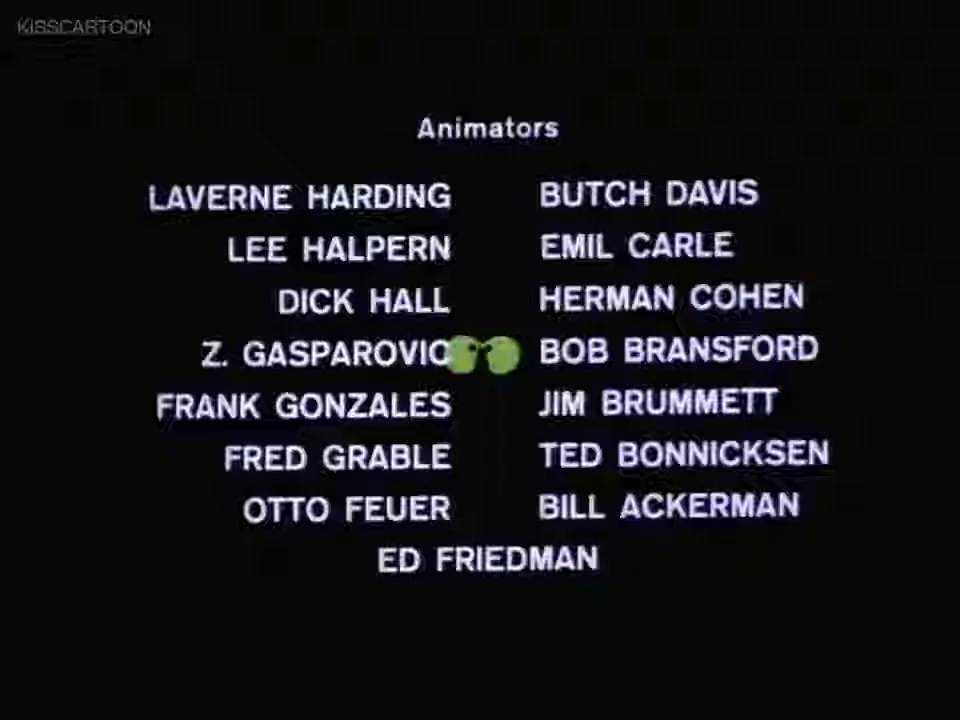 KISSCARTOON
Animators
LAVERNE HARDING BUTCH DAVIS
LEE HALPERN EMIL CARLE
DICK HALL HERMAN COHEN
Z. GASPAROVIC BOB BRANSFORD
FRANK GONZALES JIM BRUMMETT
FRED GRABLE TED BONNICKSEN
OTTO FEUER BILL ACKERMAN
ED FRIEDMAN